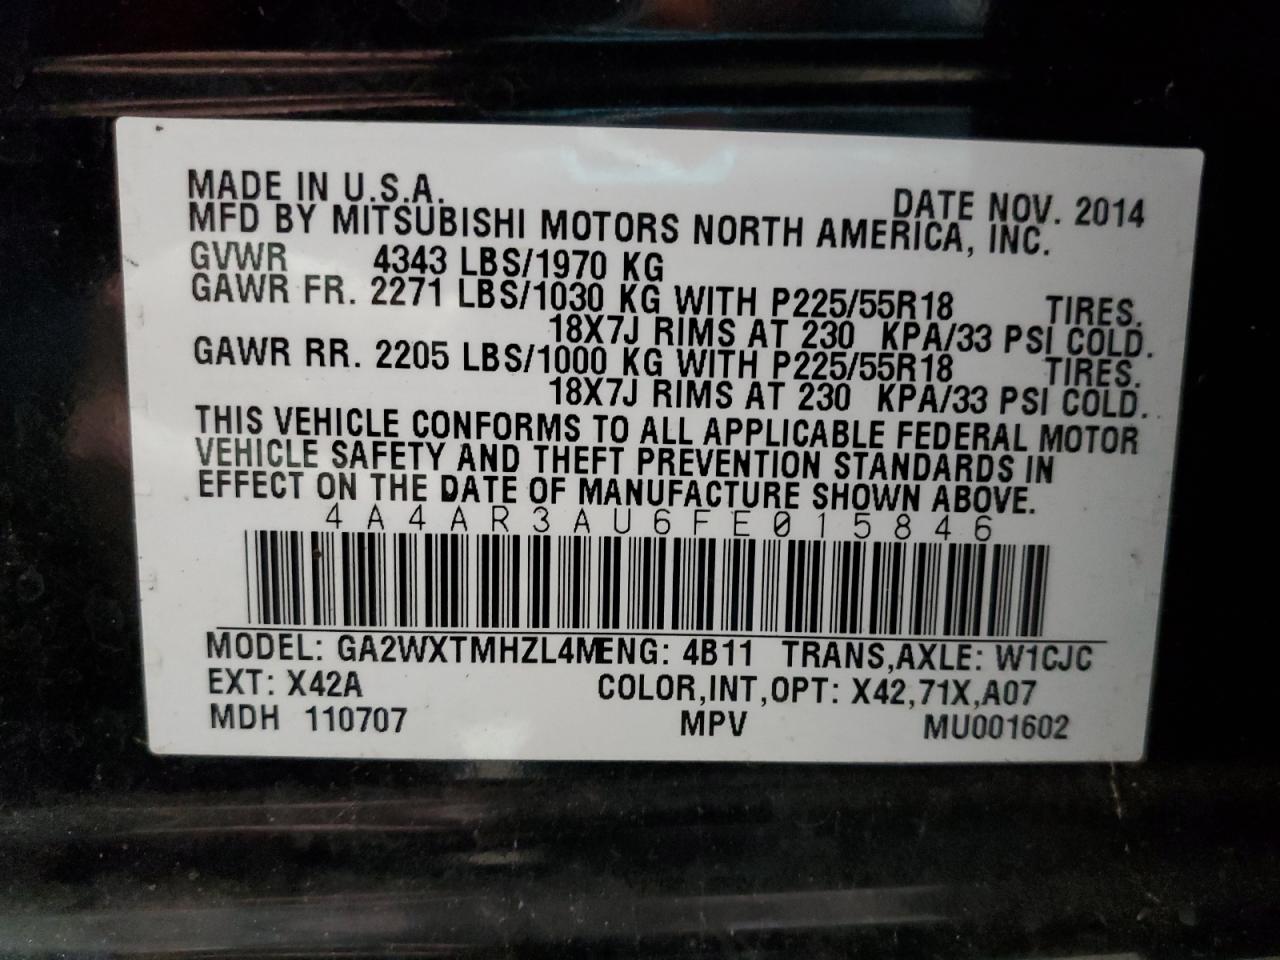 MADE IN U.S.A. DATE NOV. 2014
MFD BY MITSUBISHI MOTORS NORTH AMERICA, INC.
GVWR 4343 LBS/1970 KG
GAWR FR. 2271 LBS/1030 KG WITH P225/55R18 TIRES.
18X7J RIMS AT 230 KPA/33 PSI COLD.
GAWR RR. 2205 LBS/1000 KG WITH P225/55R18 TIRES.
18X7J RIMS AT 230 KPA/33 PSI COLD.
THIS VEHICLE CONFORMS TO ALL APPLICABLE FEDERAL MOTOR
VEHICLE SAFETY AND THEFT PREVENTION STANDARDS IN
EFFECT ON THE DATE OF MANUFACTURE SHOWN ABOVE.
4A4AR3AU6FE015846
MODEL: GA2WXTMHZL4M ENG: 4B11 TRANS,AXLE: W1CJC
EXT: X42A COLOR,INT,OPT: X42,71X,A07
MDH 110707 MPV MU001602